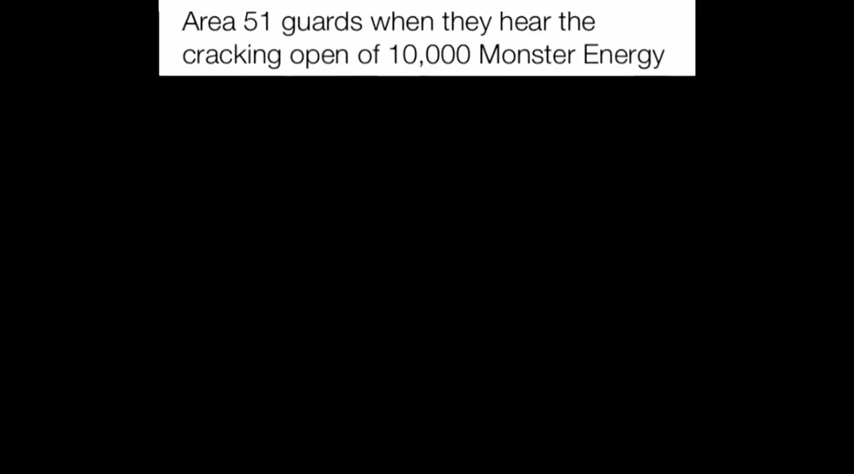 Area 51 guards when they hear the
cracking open of 10,000 Monster Energy